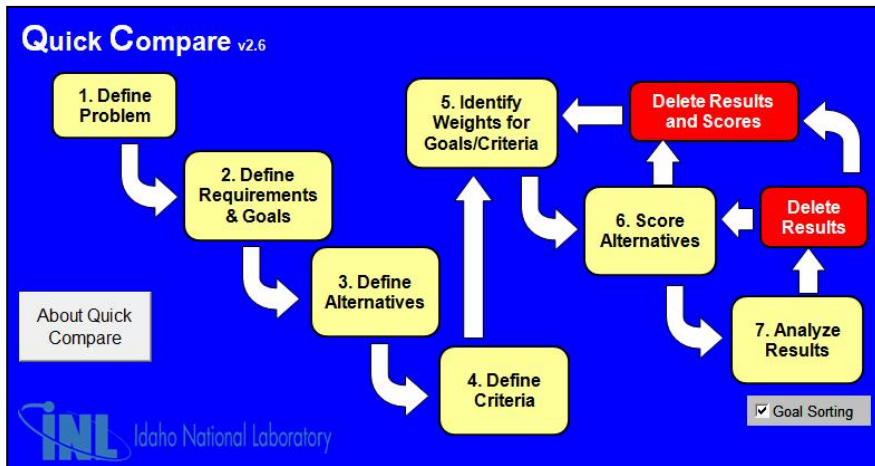 Quick Compare v2.6
1. Define
Problem
2. Define
Requirements
& Goals
3. Define
Alternatives
4. Define
Criteria
5. Identify
Weights for
Goals/Criteria
6. Score
Alternatives
7. Analyze
Results
Delete Results
and Scores
Delete
Results
About Quick
Compare
Goal Sorting
INL Idaho National Laboratory